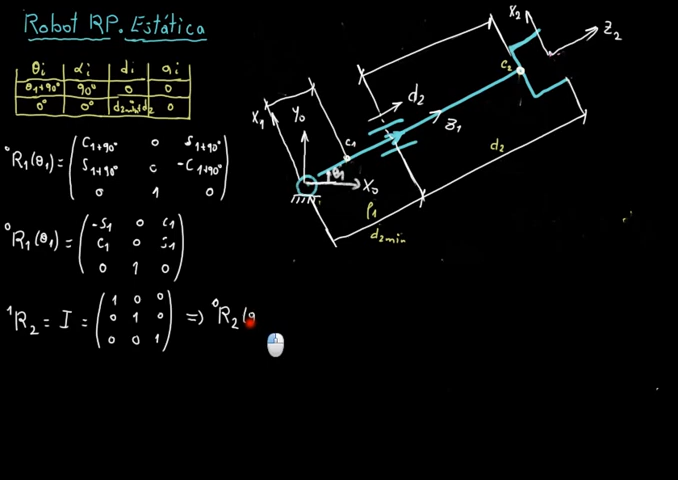 Robot RP. Estática
θi αi di ai
θ1+90° 90° 0 0
0° 0° d2min+d2 0
⁰R₁(θ₁) = ( C1+90° 0 S1+90°
S1+90° 0 -C1+90°
0 1 0 )
⁰R₁(θ₁) = ( -S1 0 C1
C1 0 S1
0 1 0 )
¹R₂ = I = ( 1 0 0
0 1 0
0 0 1 ) ⇒ ⁰R₂(
X2
Z2
C2
d2
X1
Y0
C1
Z1
θ1
X0
d2
ρ1
d2min